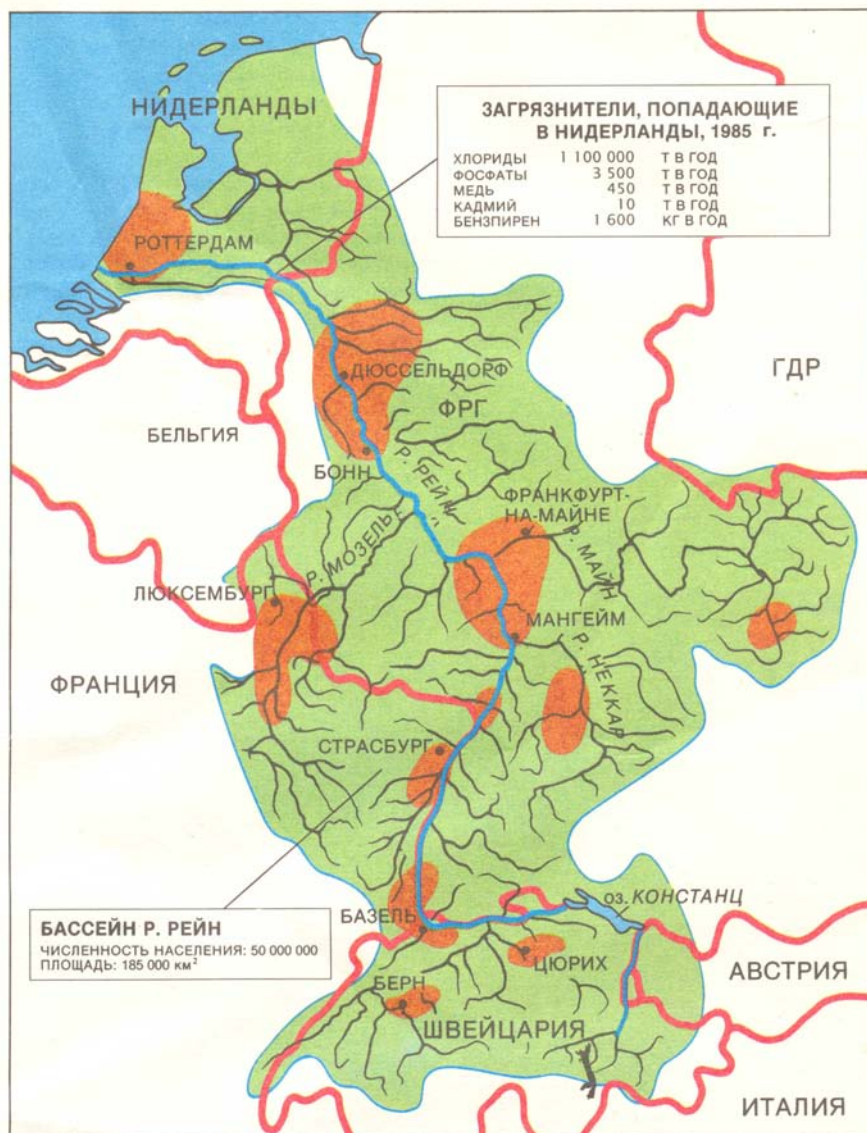 НИДЕРЛАНДЫ
ЗАГРЯЗНИТЕЛИ, ПОПАДАЮЩИЕ
В НИДЕРЛАНДЫ, 1985 г.
ХЛОРИДЫ 1 100 000 Т В ГОД
ФОСФАТЫ 3 500 Т В ГОД
МЕДЬ 450 Т В ГОД
КАДМИЙ 10 Т В ГОД
БЕНЗПИРЕН 1 600 КГ В ГОД
РОТТЕРДАМ
ДЮССЕЛЬДОРФ
ГДР
ФРГ
БЕЛЬГИЯ
БОНН
Р. РЕЙН
ФРАНКФУРТ-
НА-МАЙНЕ
Р. МОЗЕЛЬ
Р. МАЙН
ЛЮКСЕМБУРГ
МАНГЕЙМ
Р. НЕККАР
ФРАНЦИЯ
СТРАСБУРГ
оз. КОНСТАНЦ
БАССЕЙН Р. РЕЙН
ЧИСЛЕННОСТЬ НАСЕЛЕНИЯ: 50 000 000
ПЛОЩАДЬ: 185 000 км²
БАЗЕЛЬ
ЦЮРИХ
АВСТРИЯ
БЕРН
ШВЕЙЦАРИЯ
ИТАЛИЯ